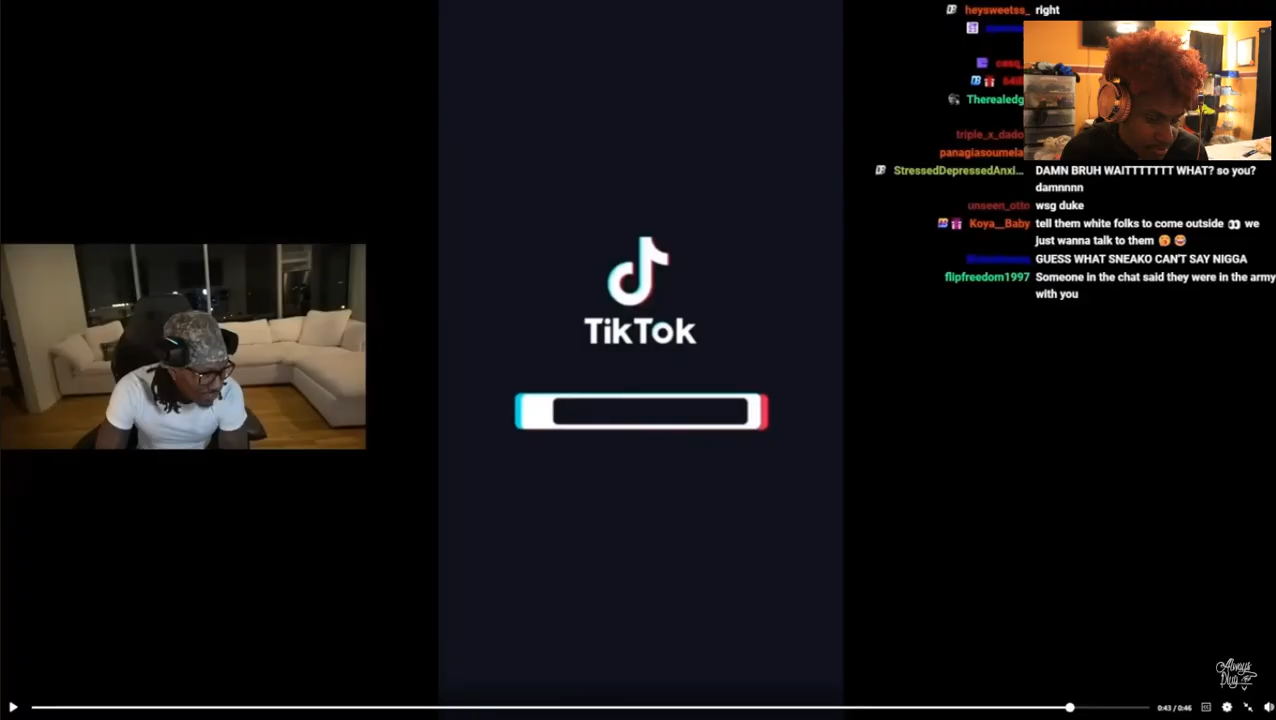 heysweetss_ right
Therealedg
triple_x_dado
panagiasoumela
StressedDepressedAnxi... DAMN BRUH WAITTTTTTT WHAT? so you?
damnnnn
unseen_otto wsg duke
Koya__Baby tell them white folks to come outside 👀 we
just wanna talk to them
GUESS WHAT SNEAKO CAN'T SAY NIGGA
flipfreedom1997 Someone in the chat said they were in the army
with you
TikTok
Always
Plug
0:43 / 0:46